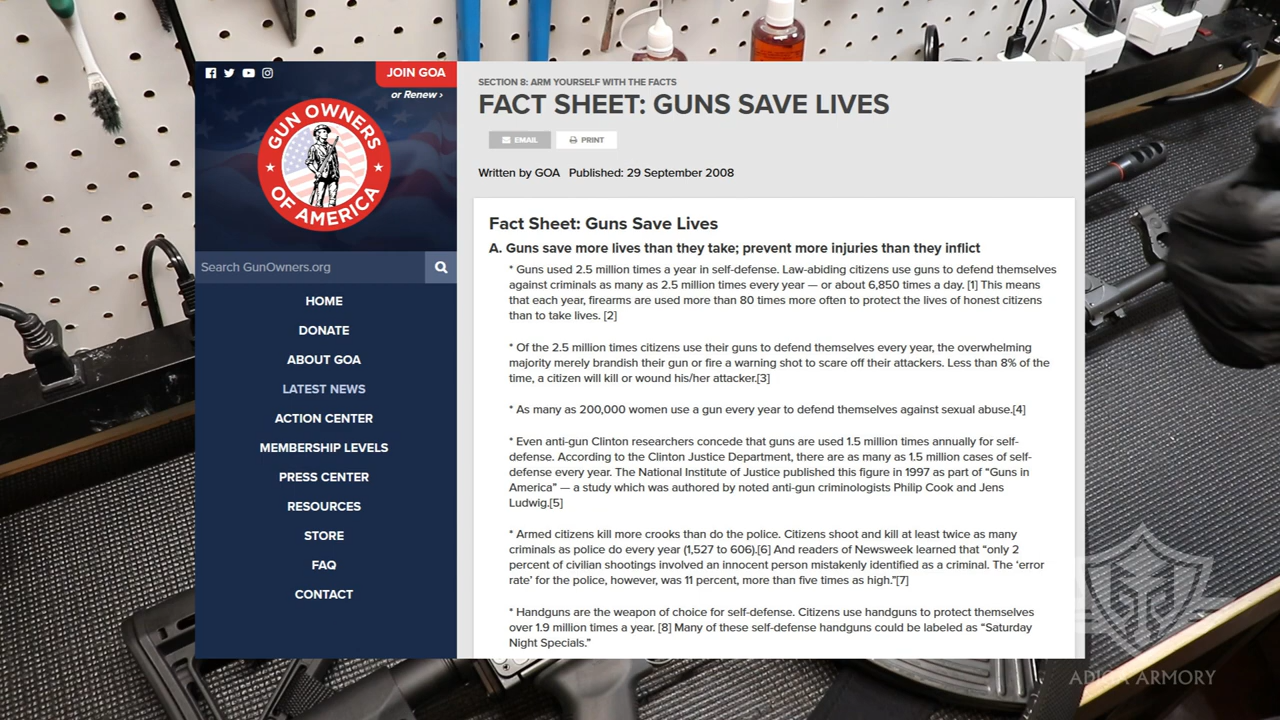 JOIN GOA
or Renew ›
GUN OWNERS
OF AMERICA
Search GunOwners.org
HOME
DONATE
ABOUT GOA
LATEST NEWS
ACTION CENTER
MEMBERSHIP LEVELS
PRESS CENTER
RESOURCES
STORE
FAQ
CONTACT
SECTION 8: ARM YOURSELF WITH THE FACTS
FACT SHEET: GUNS SAVE LIVES
EMAIL
PRINT
Written by GOA Published: 29 September 2008
Fact Sheet: Guns Save Lives
A. Guns save more lives than they take; prevent more injuries than they inflict
* Guns used 2.5 million times a year in self-defense. Law-abiding citizens use guns to defend themselves
against criminals as many as 2.5 million times every year — or about 6,850 times a day. [1] This means
that each year, firearms are used more than 80 times more often to protect the lives of honest citizens
than to take lives. [2]
* Of the 2.5 million times citizens use their guns to defend themselves every year, the overwhelming
majority merely brandish their gun or fire a warning shot to scare off their attackers. Less than 8% of the
time, a citizen will kill or wound his/her attacker.[3]
* As many as 200,000 women use a gun every year to defend themselves against sexual abuse.[4]
* Even anti-gun Clinton researchers concede that guns are used 1.5 million times annually for self-
defense. According to the Clinton Justice Department, there are as many as 1.5 million cases of self-
defense every year. The National Institute of Justice published this figure in 1997 as part of “Guns in
America” — a study which was authored by noted anti-gun criminologists Philip Cook and Jens
Ludwig.[5]
* Armed citizens kill more crooks than do the police. Citizens shoot and kill at least twice as many
criminals as police do every year (1,527 to 606).[6] And readers of Newsweek learned that “only 2
percent of civilian shootings involved an innocent person mistakenly identified as a criminal. The ‘error
rate’ for the police, however, was 11 percent, more than five times as high.”[7]
* Handguns are the weapon of choice for self-defense. Citizens use handguns to protect themselves
over 1.9 million times a year. [8] Many of these self-defense handguns could be labeled as “Saturday
Night Specials.”
ARMORY